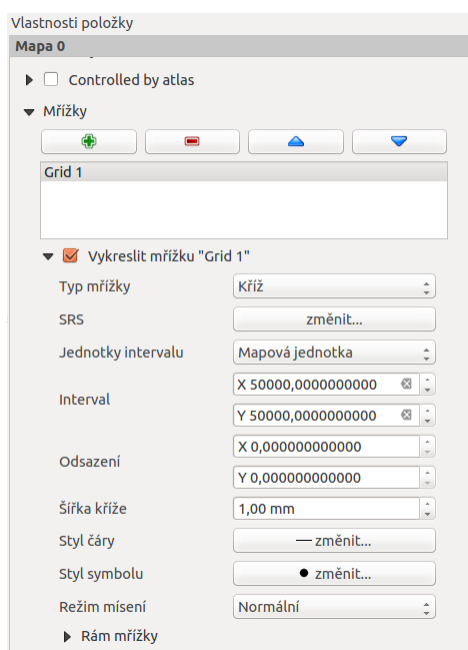 Vlastnosti položky
Mapa 0
Controlled by atlas
Mřížky
Grid 1
Vykreslit mřížku "Grid 1"
Typ mřížky Kříž
SRS změnit...
Jednotky intervalu Mapová jednotka
Interval
X 50000,0000000000
Y 50000,0000000000
Odsazení
X 0,000000000000
Y 0,000000000000
Šířka kříže 1,00 mm
Styl čáry změnit...
Styl symbolu změnit...
Režim mísení Normální
Rám mřížky